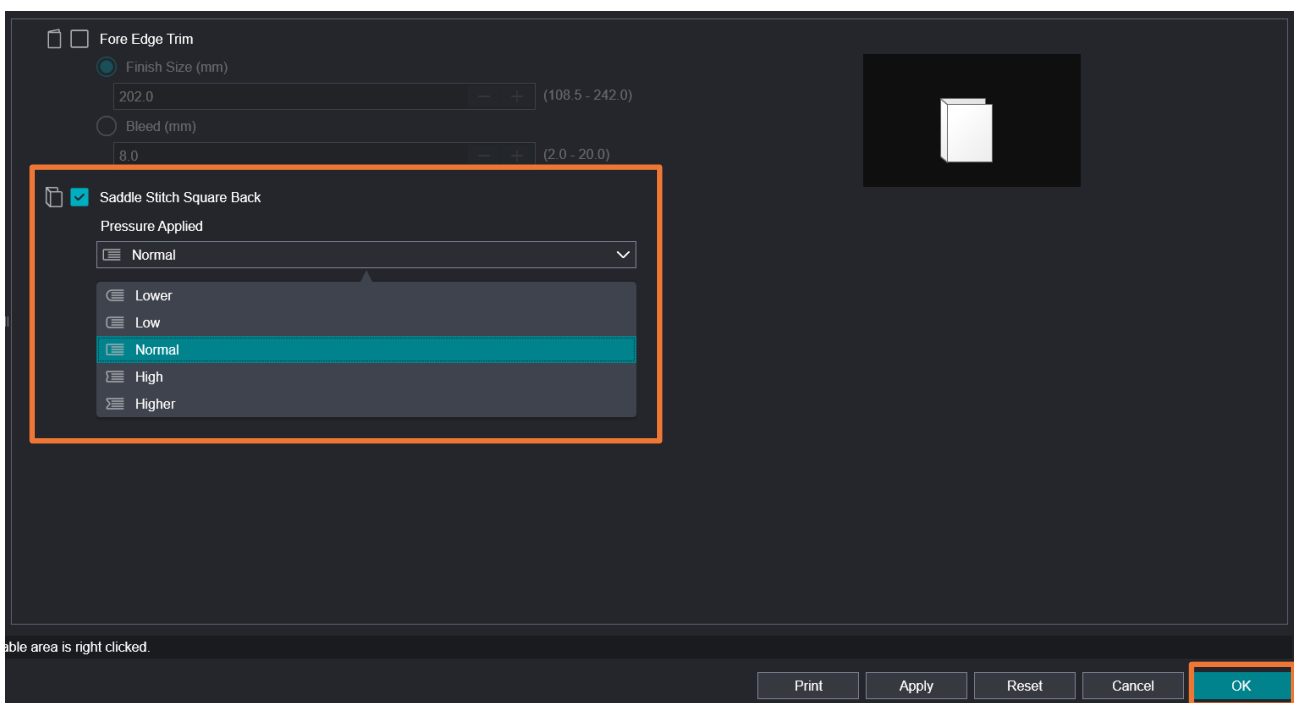 Fore Edge Trim
Finish Size (mm)
202.0 − + (108.5 - 242.0)
Bleed (mm)
8.0 − + (2.0 - 20.0)
Saddle Stitch Square Back
Pressure Applied
Normal
Lower
Low
Normal
High
Higher
able area is right clicked.
Print Apply Reset Cancel OK